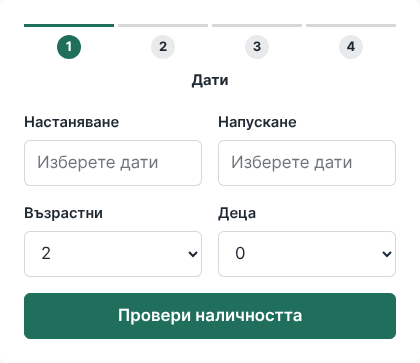 1 2 3 4
Дати
Настаняване Напускане
Изберете дати Изберете дати
Възрастни Деца
2 0
Провери наличността